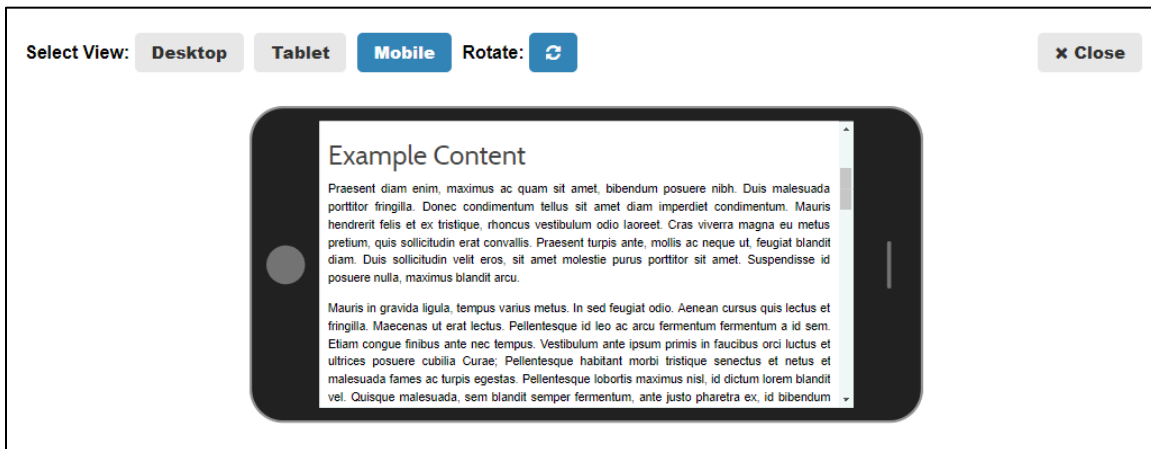 Select View: Desktop Tablet Mobile Rotate: Close
Example Content
Praesent diam enim, maximus ac quam sit amet, bibendum posuere nibh. Duis malesuada
porttitor fringilla. Donec condimentum tellus sit amet diam imperdiet condimentum. Mauris
hendrerit felis et ex tristique, rhoncus vestibulum odio laoreet. Cras viverra magna eu metus
pretium, quis sollicitudin erat convallis. Praesent turpis ante, mollis ac neque ut, feugiat blandit
diam. Duis sollicitudin velit eros, sit amet molestie purus porttitor sit amet. Suspendisse id
posuere nulla, maximus blandit arcu.
Mauris in gravida ligula, tempus varius metus. In sed feugiat odio. Aenean cursus quis lectus et
fringilla. Maecenas ut erat lectus. Pellentesque id leo ac arcu fermentum fermentum a id sem.
Etiam congue finibus ante nec tempus. Vestibulum ante ipsum primis in faucibus orci luctus et
ultrices posuere cubilia Curae; Pellentesque habitant morbi tristique senectus et netus et
malesuada fames ac turpis egestas. Pellentesque lobortis maximus nisl, id dictum lorem blandit
vel. Quisque malesuada, sem blandit semper fermentum, ante justo pharetra ex, id bibendum